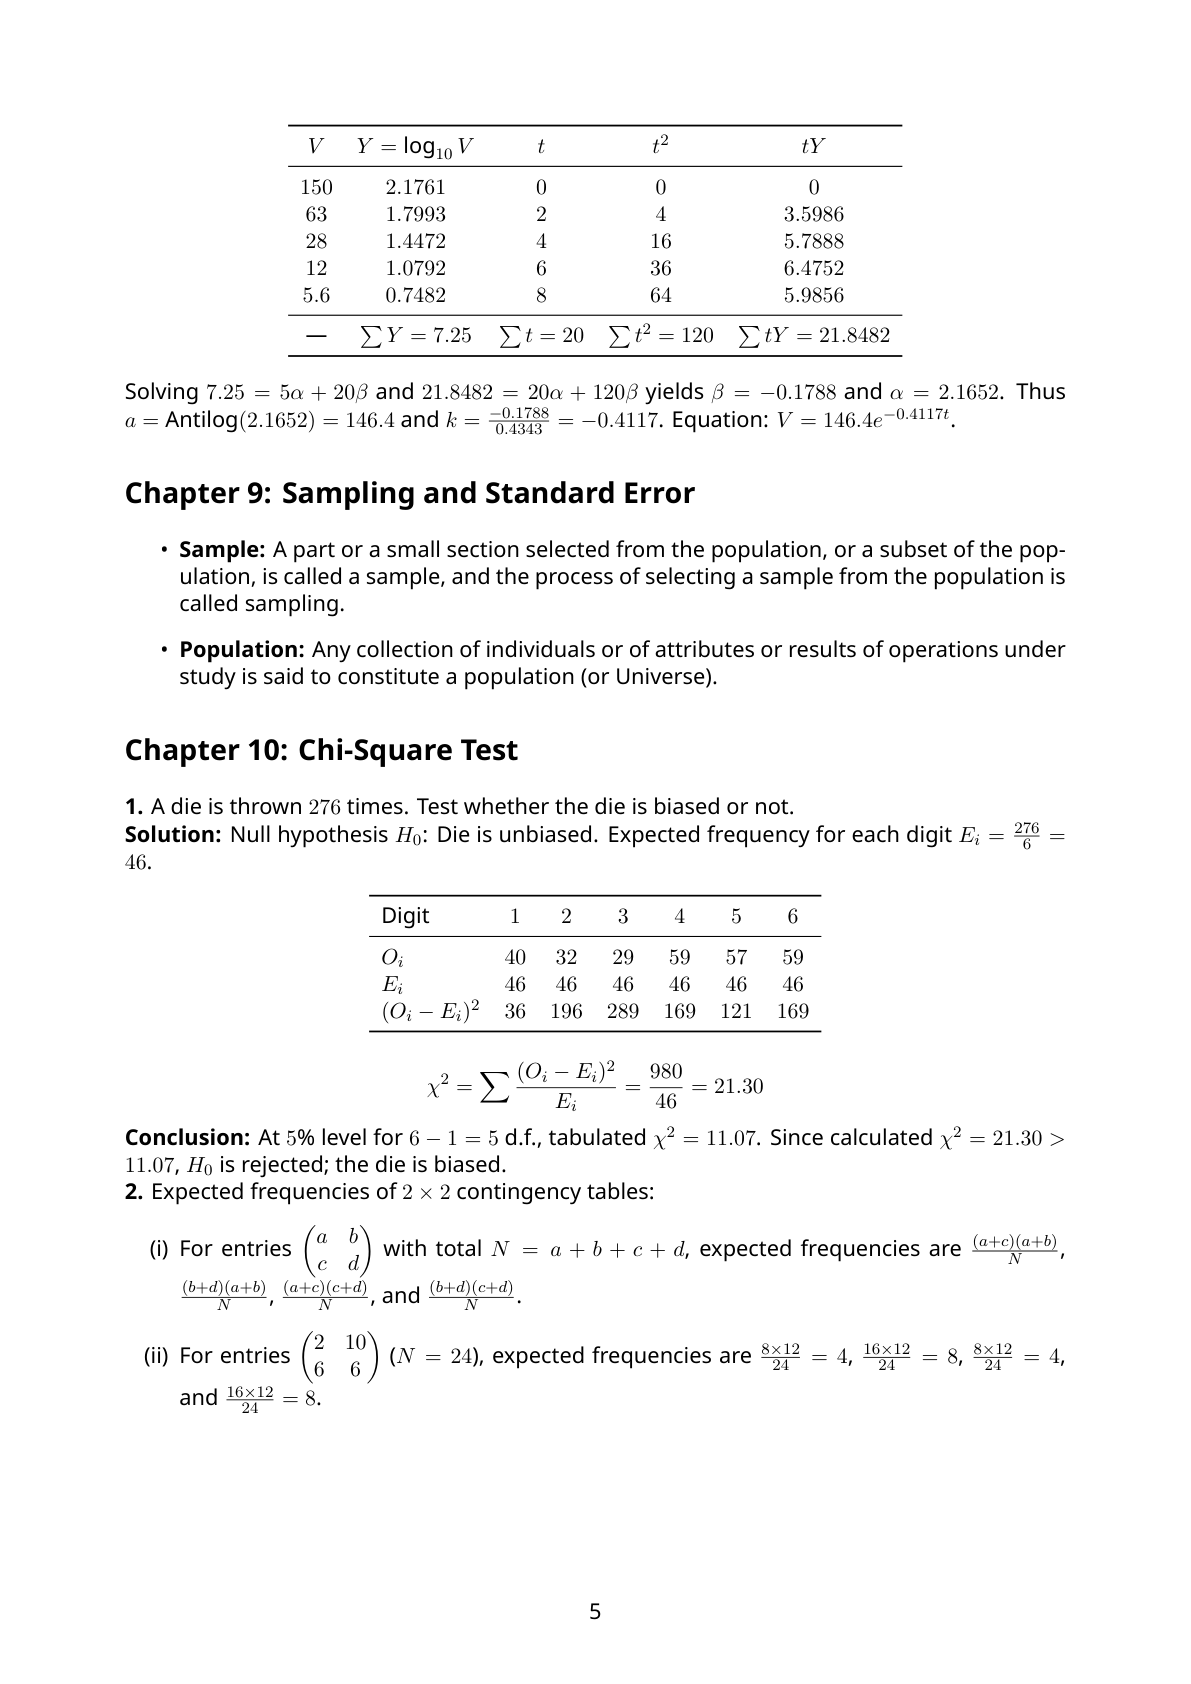 V Y = log₁₀ V t t² tY
150 2.1761 0 0 0
63 1.7993 2 4 3.5986
28 1.4472 4 16 5.7888
12 1.0792 6 36 6.4752
5.6 0.7482 8 64 5.9856
— ∑ Y = 7.25 ∑ t = 20 ∑ t² = 120 ∑ tY = 21.8482
Solving 7.25 = 5α + 20β and 21.8482 = 20α + 120β yields β = −0.1788 and α = 2.1652. Thus
a = Antilog(2.1652) = 146.4 and k = −0.1788/0.4343 = −0.4117. Equation: V = 146.4e^{−0.4117t}.
Chapter 9: Sampling and Standard Error
• Sample: A part or a small section selected from the population, or a subset of the pop-
ulation, is called a sample, and the process of selecting a sample from the population is
called sampling.
• Population: Any collection of individuals or of attributes or results of operations under
study is said to constitute a population (or Universe).
Chapter 10: Chi-Square Test
1. A die is thrown 276 times. Test whether the die is biased or not.
Solution: Null hypothesis H₀: Die is unbiased. Expected frequency for each digit Eᵢ = 276/6 =
46.
Digit 1 2 3 4 5 6
Oᵢ 40 32 29 59 57 59
Eᵢ 46 46 46 46 46 46
(Oᵢ − Eᵢ)² 36 196 289 169 121 169
χ² = ∑ (Oᵢ − Eᵢ)²/Eᵢ = 980/46 = 21.30
Conclusion: At 5% level for 6 − 1 = 5 d.f., tabulated χ² = 11.07. Since calculated χ² = 21.30 >
11.07, H₀ is rejected; the die is biased.
2. Expected frequencies of 2 × 2 contingency tables:
(i) For entries (a b; c d) with total N = a + b + c + d, expected frequencies are (a+c)(a+b)/N,
(b+d)(a+b)/N, (a+c)(c+d)/N, and (b+d)(c+d)/N.
(ii) For entries (2 10; 6 6) (N = 24), expected frequencies are 8×12/24 = 4, 16×12/24 = 8, 8×12/24 = 4,
and 16×12/24 = 8.
5